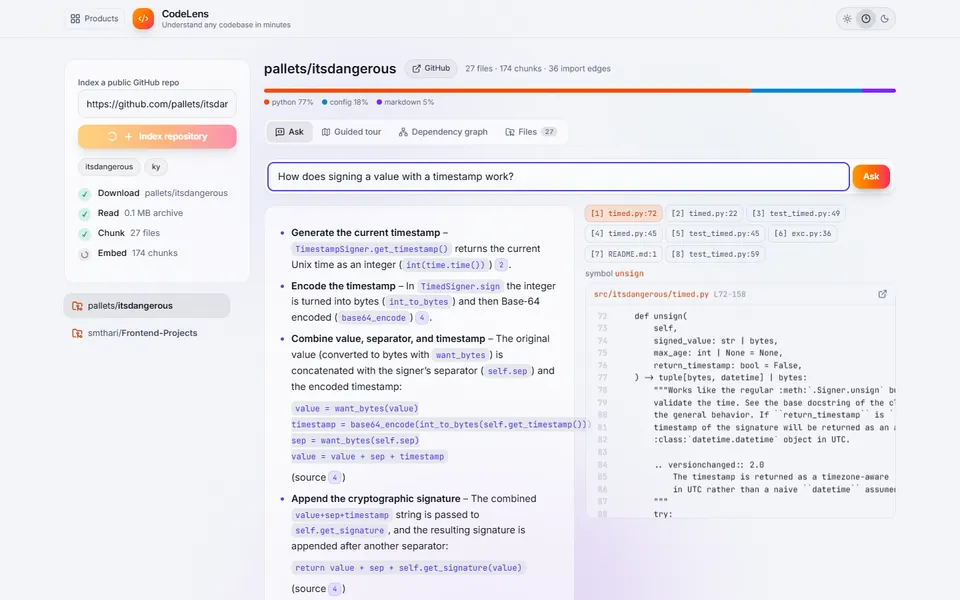 Products
CodeLens
Understand any codebase in minutes
Index a public GitHub repo
https://github.com/pallets/itsdar
+ Index repository
itsdangerous ky
✓ Download pallets/itsdangerous
✓ Read 0.1 MB archive
✓ Chunk 27 files
Embed 174 chunks
pallets/itsdangerous
smthari/Frontend-Projects
pallets/itsdangerous GitHub 27 files · 174 chunks · 36 import edges
python 77% config 18% markdown 5%
Ask Guided tour Dependency graph Files 27
How does signing a value with a timestamp work?
Ask
• Generate the current timestamp –
TimestampSigner.get_timestamp() returns the current
Unix time as an integer ( int(time.time()) ) 2 .
• Encode the timestamp – In TimedSigner.sign the integer
is turned into bytes ( int_to_bytes ) and then Base-64
encoded ( base64_encode ) 4 .
• Combine value, separator, and timestamp – The original
value (converted to bytes with want_bytes ) is
concatenated with the signer's separator ( self.sep ) and
the encoded timestamp:
value = want_bytes(value)
timestamp = base64_encode(int_to_bytes(self.get_timestamp()))
sep = want_bytes(self.sep)
value = value + sep + timestamp
(source 4 )
• Append the cryptographic signature – The combined
value+sep+timestamp string is passed to
self.get_signature , and the resulting signature is
appended after another separator:
return value + sep + self.get_signature(value)
(source 4 )
[1] timed.py:72 [2] timed.py:22 [3] test_timed.py:49
[4] timed.py:45 [5] test_timed.py:45 [6] exc.py:36
[7] README.md:1 [8] test_timed.py:59
symbol unsign
src/itsdangerous/timed.py L72-158
72 def unsign(
73 self,
74 signed_value: str | bytes,
75 max_age: int | None = None,
76 return_timestamp: bool = False,
77 ) -> tuple[bytes, datetime] | bytes:
78 """Works like the regular :meth:`.Signer.unsign` bu
79 validate the time. See the base docstring of the cl
80 the general behavior. If ``return_timestamp`` is `
81 timestamp of the signature will be returned as an a
82 :class:`datetime.datetime` object in UTC.
83
84 .. versionchanged:: 2.0
85 The timestamp is returned as a timezone-aware
86 in UTC rather than a naive ``datetime`` assumed
87 """
88 try: